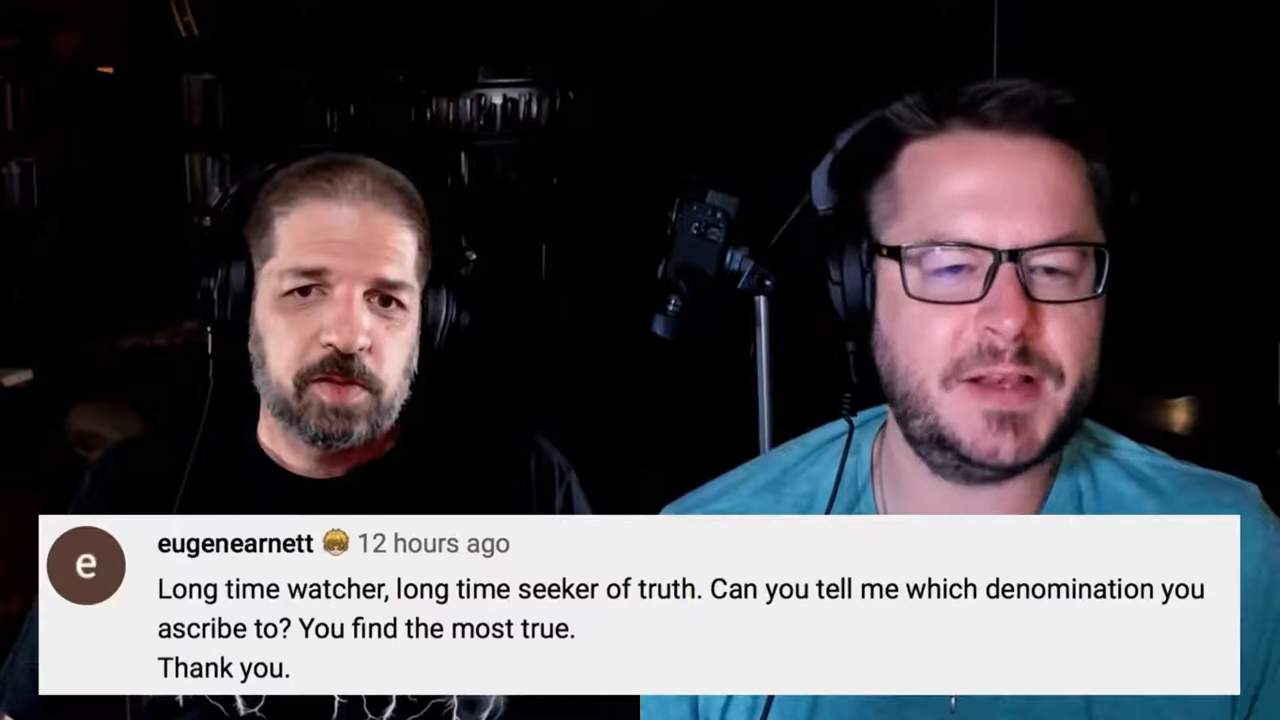 e
eugenearnett 12 hours ago
Long time watcher, long time seeker of truth. Can you tell me which denomination you
ascribe to? You find the most true.
Thank you.